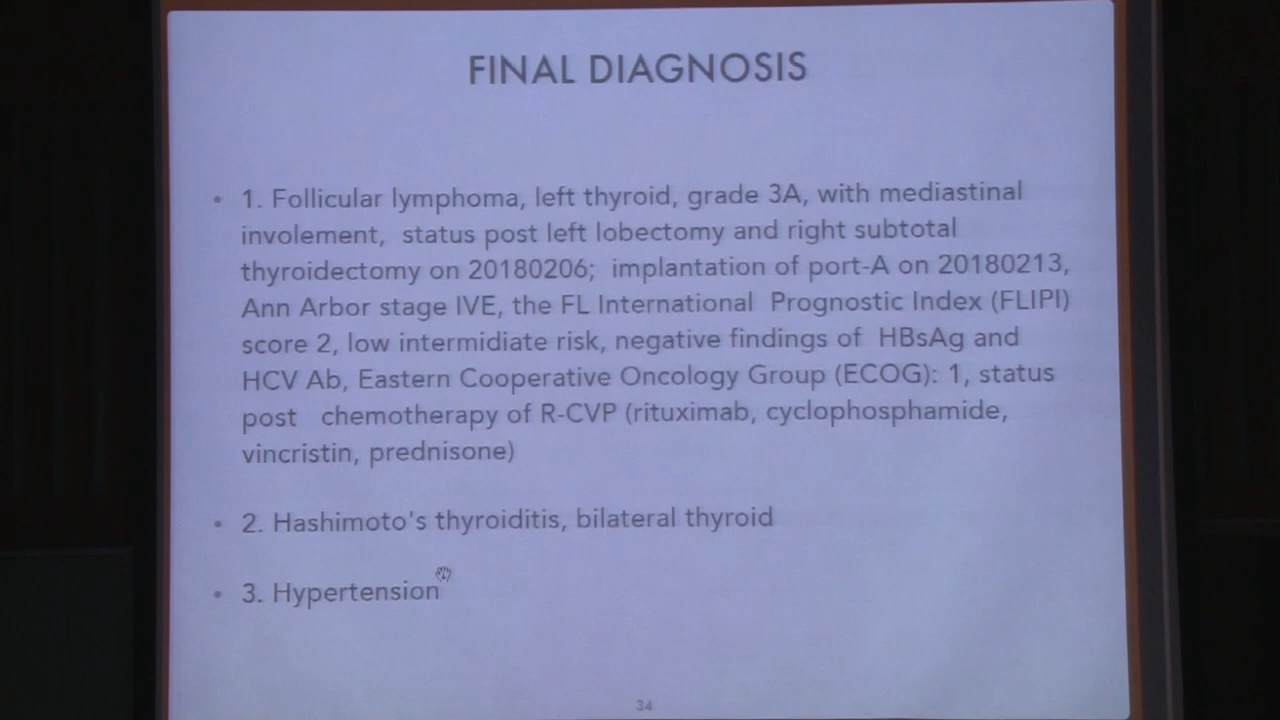 FINAL DIAGNOSIS
• 1. Follicular lymphoma, left thyroid, grade 3A, with mediastinal
involement, status post left lobectomy and right subtotal
thyroidectomy on 20180206; implantation of port-A on 20180213,
Ann Arbor stage IVE, the FL International Prognostic Index (FLIPI)
score 2, low intermidiate risk, negative findings of HBsAg and
HCV Ab, Eastern Cooperative Oncology Group (ECOG): 1, status
post chemotherapy of R-CVP (rituximab, cyclophosphamide,
vincristin, prednisone)
• 2. Hashimoto's thyroiditis, bilateral thyroid
• 3. Hypertension
34